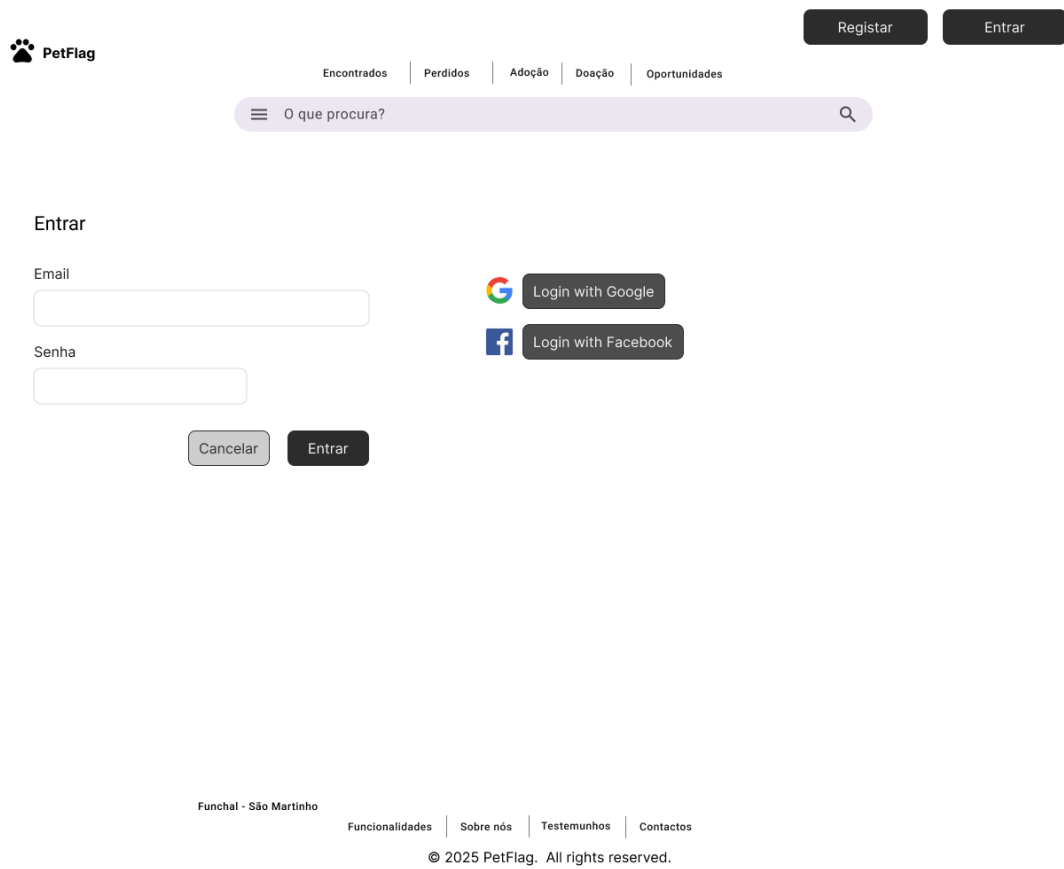 Registar
Entrar
PetFlag
Encontrados
Perdidos
Adoção
Doação
Oportunidades
O que procura?
Entrar
Email
Login with Google
Login with Facebook
Senha
Cancelar
Entrar
Funchal - São Martinho
Funcionalidades
Sobre nós
Testemunhos
Contactos
© 2025 PetFlag.  All rights reserved.